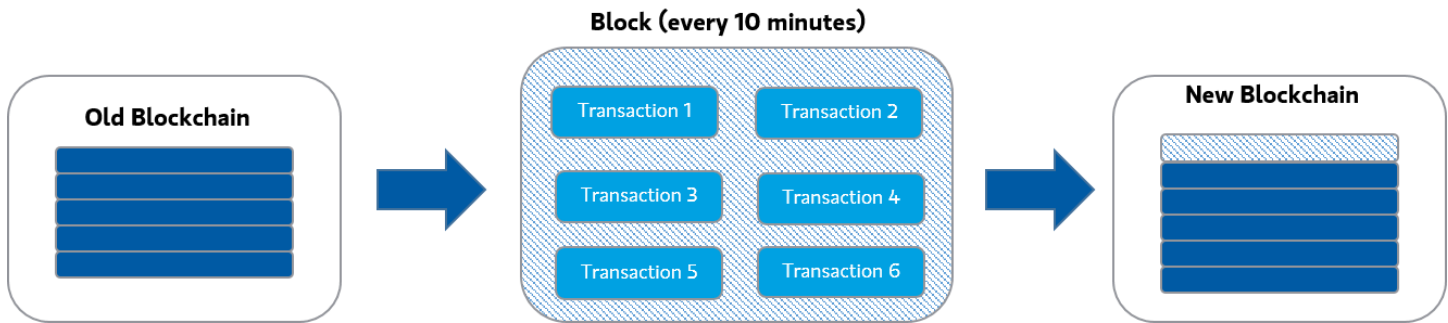 Block (every 10 minutes)
Old Blockchain
Transaction 1
Transaction 2
Transaction 3
Transaction 4
Transaction 5
Transaction 6
New Blockchain